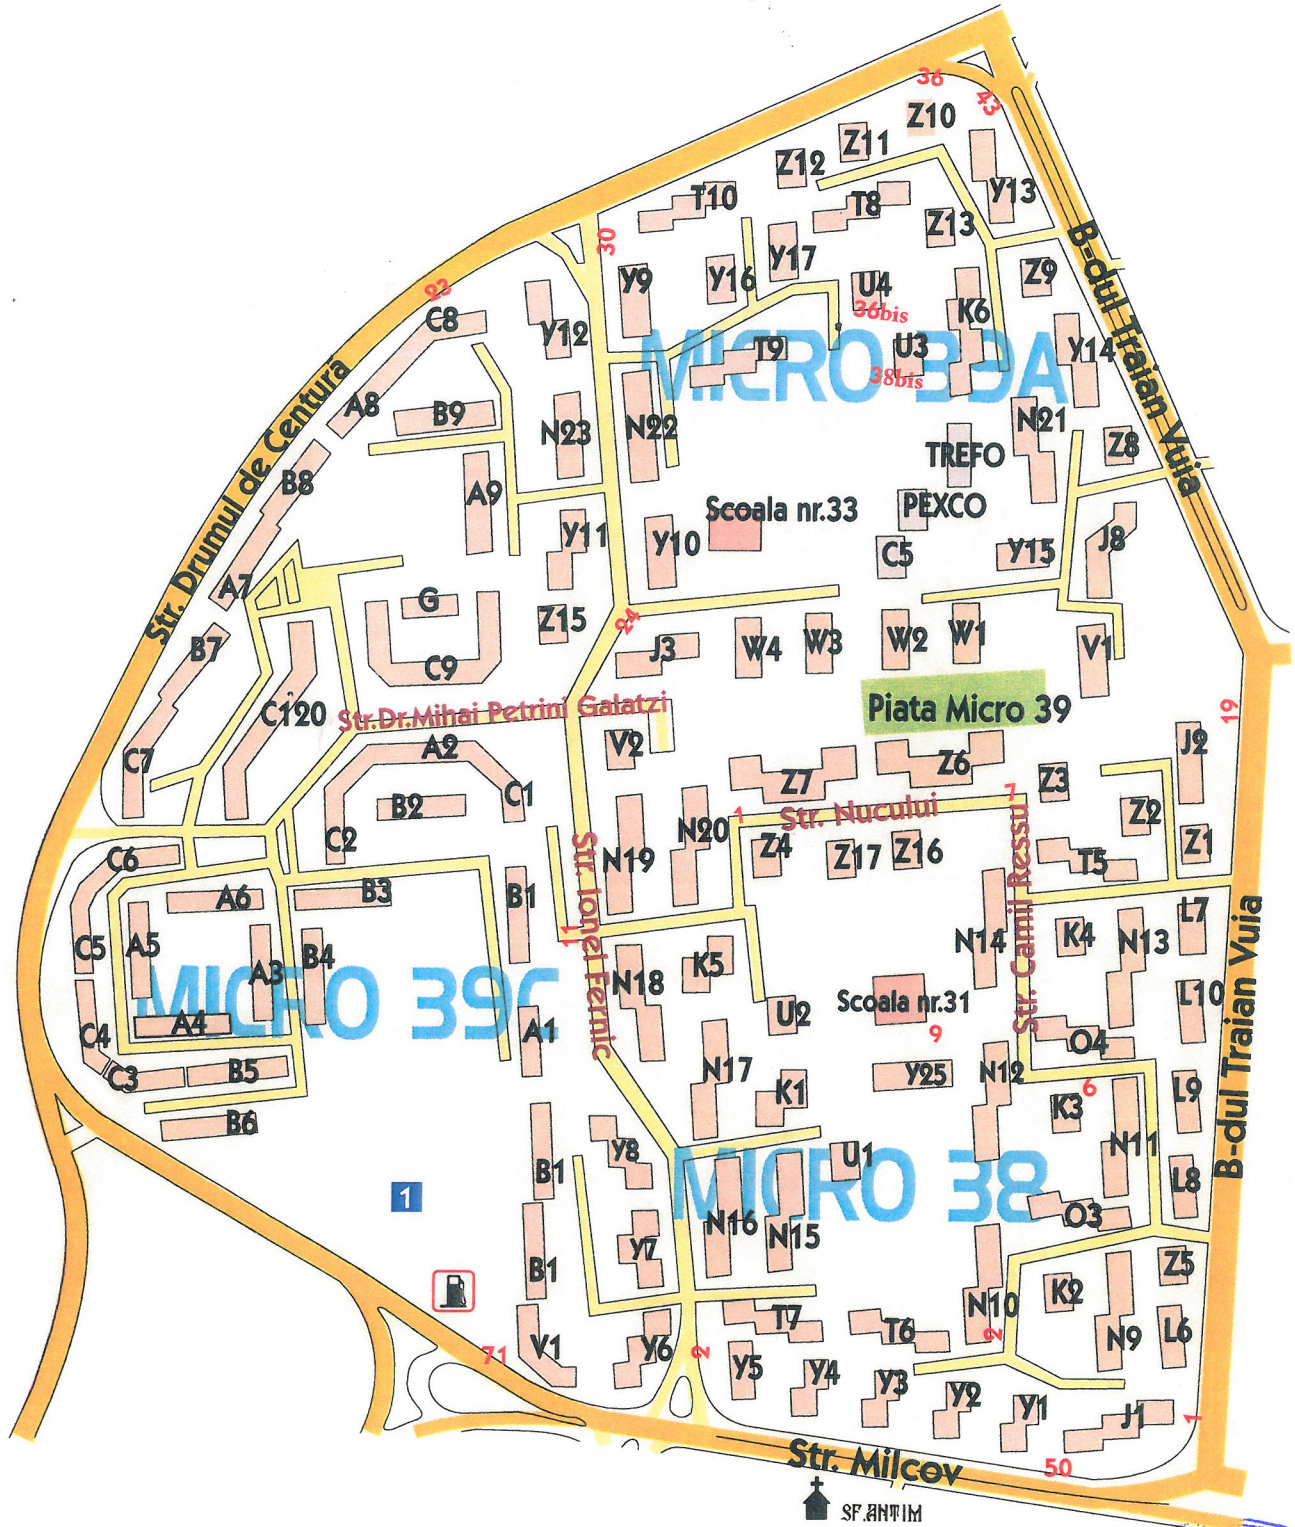 36
43
Z10
Z11
Z12
T10
T8
Y13
Z13
30
Y9
Y16
Y17
U4
36bis
Z9
K6
B-dul Traian Vuia
23
C8
Y12
MICRO 39A
T9
U3
38bis
Y14
Str. Drumul de Centură
A8
B9
N23
N22
N21
TREFO
Z8
B8
A9
Scoala nr.33
PEXCO
Y11
Y10
C5
Y15
J8
A7
G
Z15
24
B7
C9
J3
W4
W3
W2
W1
V1
C120
Str.Dr.Mihai Petrini Galatzi
Piata Micro 39
19
C7
A2
V2
J2
Z7
Z6
Z3
B2
C1
1
Str. Nucului
7
Z2
C2
N20
Z4
Z17
Z16
Z1
C6
N19
T5
A6
B3
B1
Str. Ionel Fernic
Str. Camil Ressu
L7
C5
A5
B4
11
N14
K4
N13
A3
N18
K5
MICRO 39C
Scoala nr.31
L10
A4
A1
U2
9
C4
O4
B-dul Traian Vuia
C3
B5
N17
K1
Y25
N12
6
L9
B6
K3
N11
Y8
B1
MICRO 38
U1
L8
1
N16
N15
O3
Y7
B1
Z5
K2
N10
T7
T6
2
N9
L6
V1
71
Y6
2
Y5
Y4
Y3
Y2
Y1
J1
1
Str. Milcov
50
SF.ANTIM